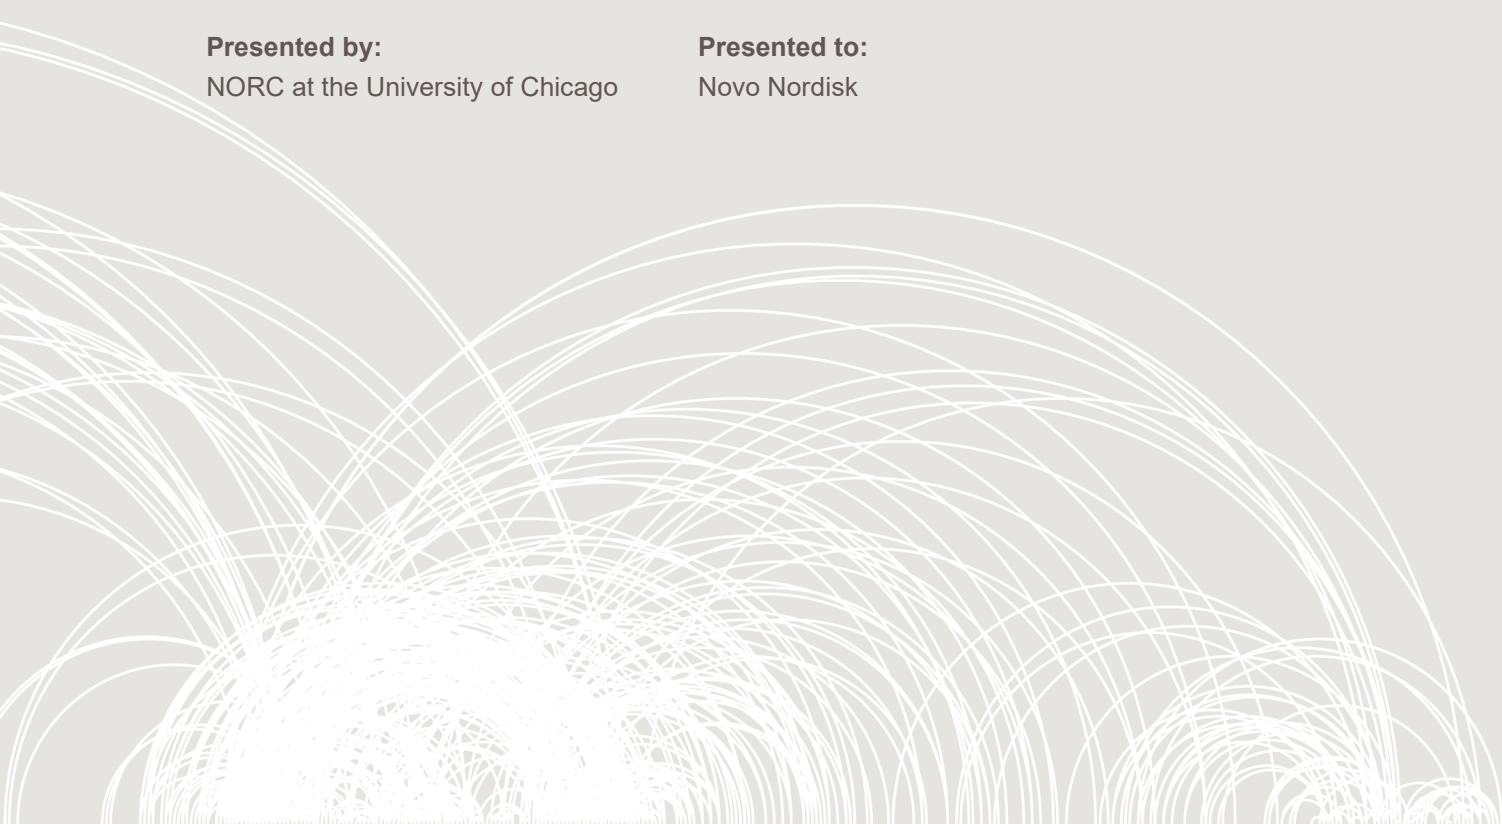 Presented by:
NORC at the University of Chicago
Presented to:
Novo Nordisk